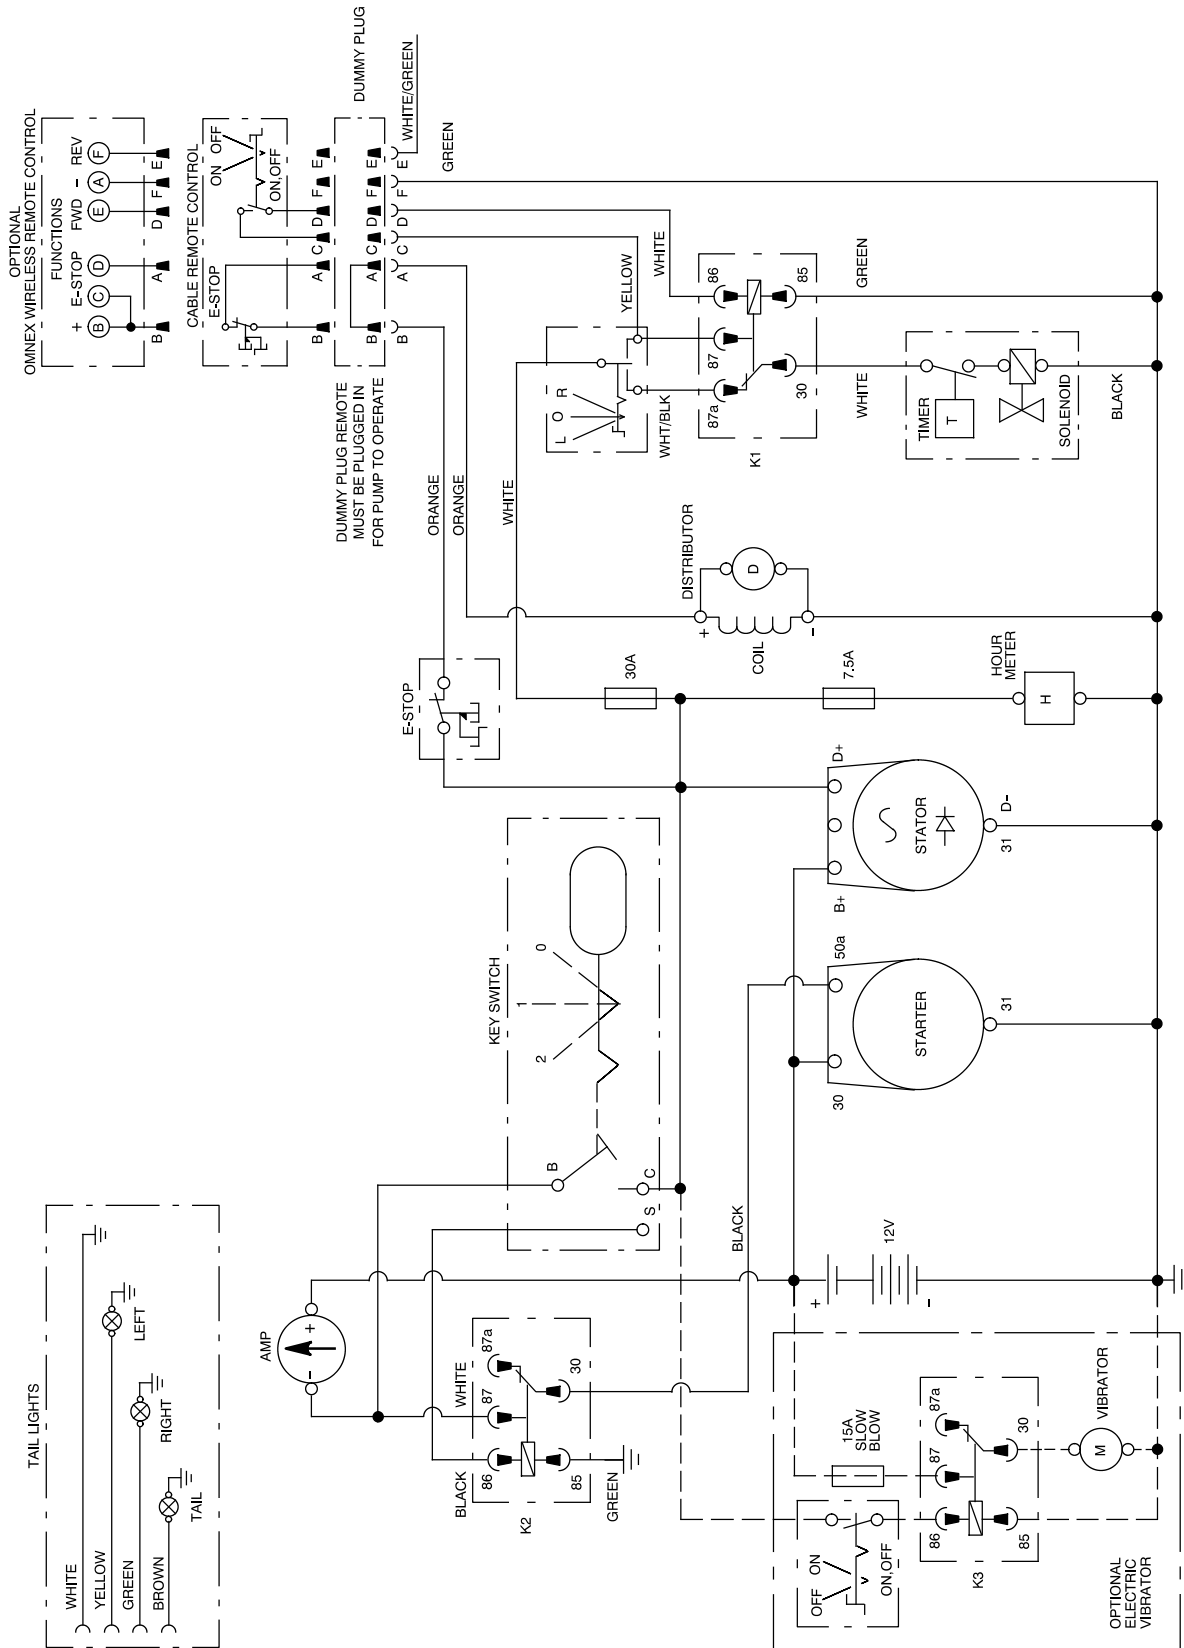 OPTIONAL
OMNEX WIRELESS REMOTE CONTROL
FUNCTIONS
+ E-STOP FWD - REV
B C D E A F
B A D F E
CABLE REMOTE CONTROL
E-STOP
ON OFF
ON,OFF
B A C D F E
DUMMY PLUG
B A C D F E
B A C D F E
WHITE/GREEN
GREEN
DUMMY PLUG REMOTE
MUST BE PLUGGED IN
FOR PUMP TO OPERATE
ORANGE
ORANGE
WHITE
YELLOW
WHITE
L O R
WHT/BLK
87a
87
86
30
85
K1
GREEN
WHITE
TIMER
T
SOLENOID
BLACK
DISTRIBUTOR
D
+
-
COIL
E-STOP
30A
7.5A
HOUR
METER
H
KEY SWITCH
2
1
0
B
S
C
D+
B+
STATOR
D-
31
50a
30
STARTER
31
BLACK
12V
+
-
TAIL LIGHTS
WHITE
YELLOW
GREEN
BROWN
LEFT
RIGHT
TAIL
AMP
-
+
WHITE
BLACK
86
87
87a
30
85
K2
GREEN
15A
SLOW
BLOW
OFF ON
ON,OFF
86
87
87a
30
85
K3
VIBRATOR
M
OPTIONAL
ELECTRIC
VIBRATOR